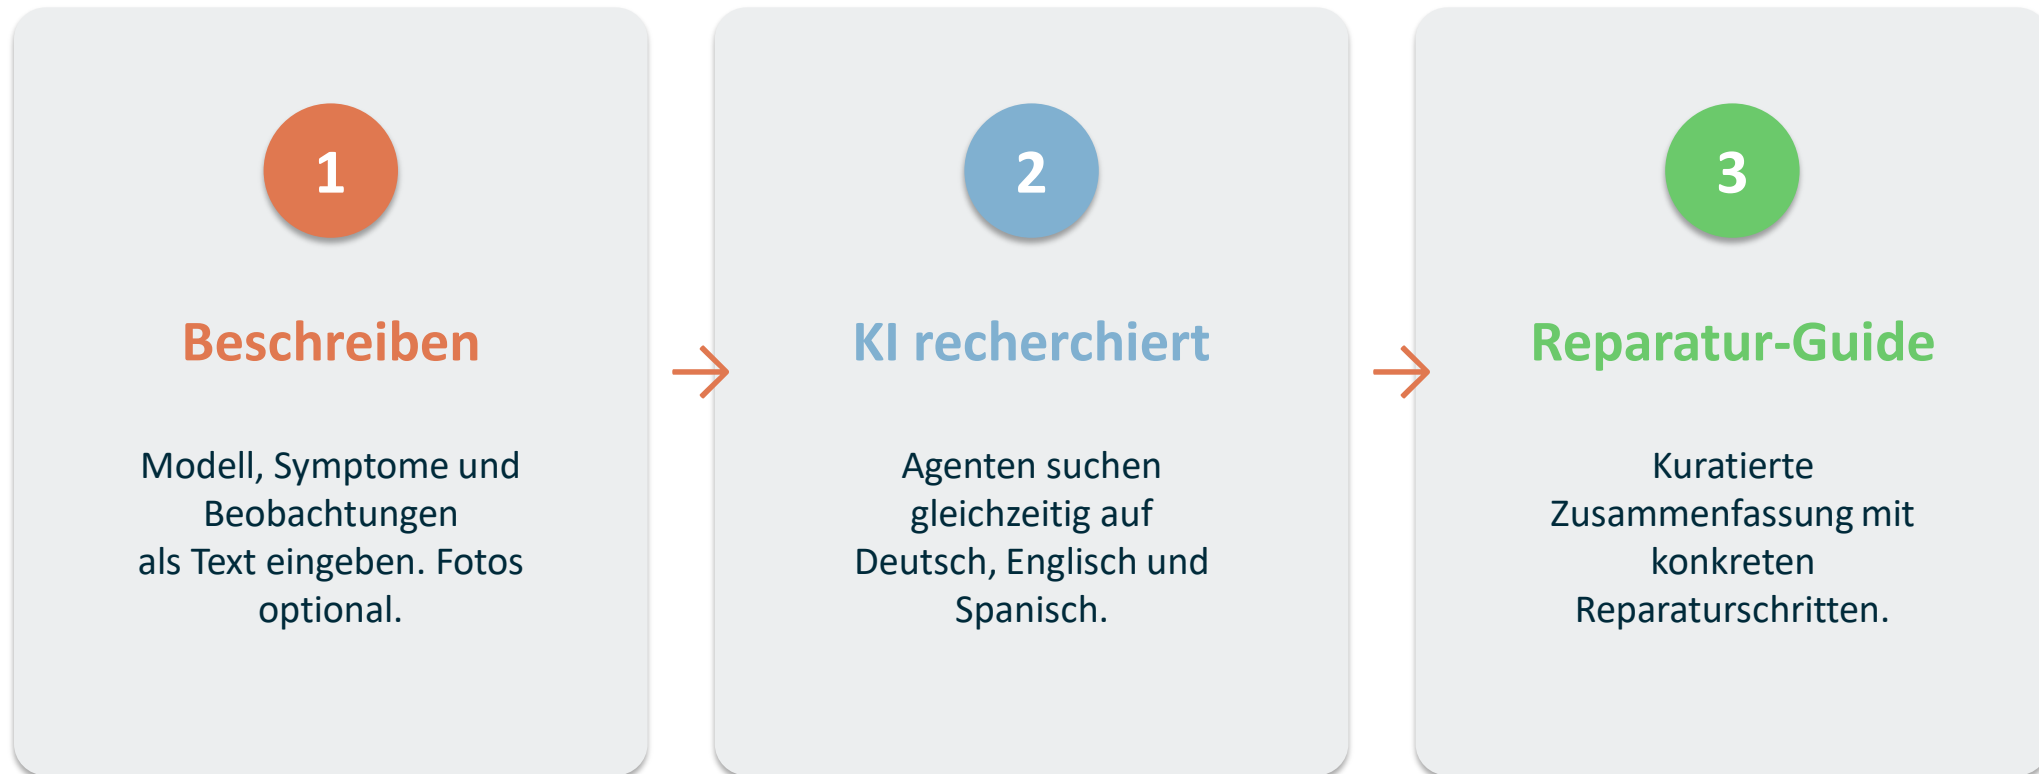 1
Beschreiben
Modell, Symptome und
Beobachtungen
als Text eingeben. Fotos
optional.
→
2
KI recherchiert
Agenten suchen
gleichzeitig auf
Deutsch, Englisch und
Spanisch.
→
3
Reparatur-Guide
Kuratierte
Zusammenfassung mit
konkreten
Reparaturschritten.